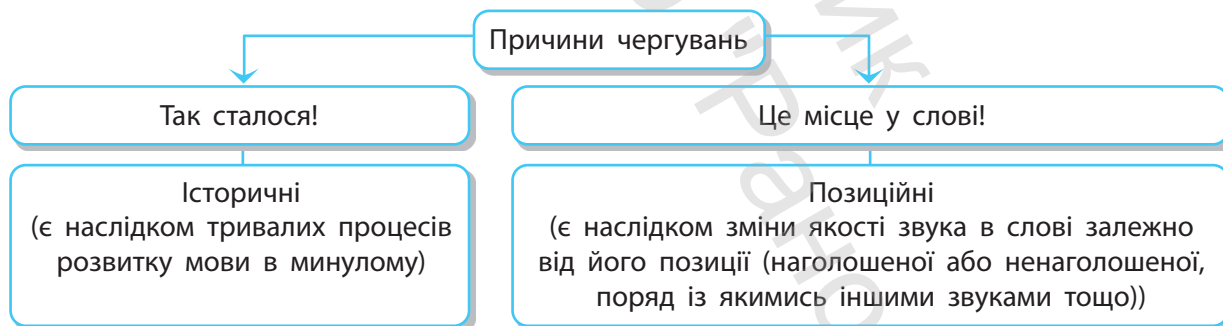 Причини чергувань
Так сталося!
Це місце у слові!
Історичні
(є наслідком тривалих процесів
розвитку мови в минулому)
Позиційні
(є наслідком зміни якості звука в слові залежно
від його позиції (наголошеної або ненаголошеної,
поряд із якимись іншими звуками тощо))